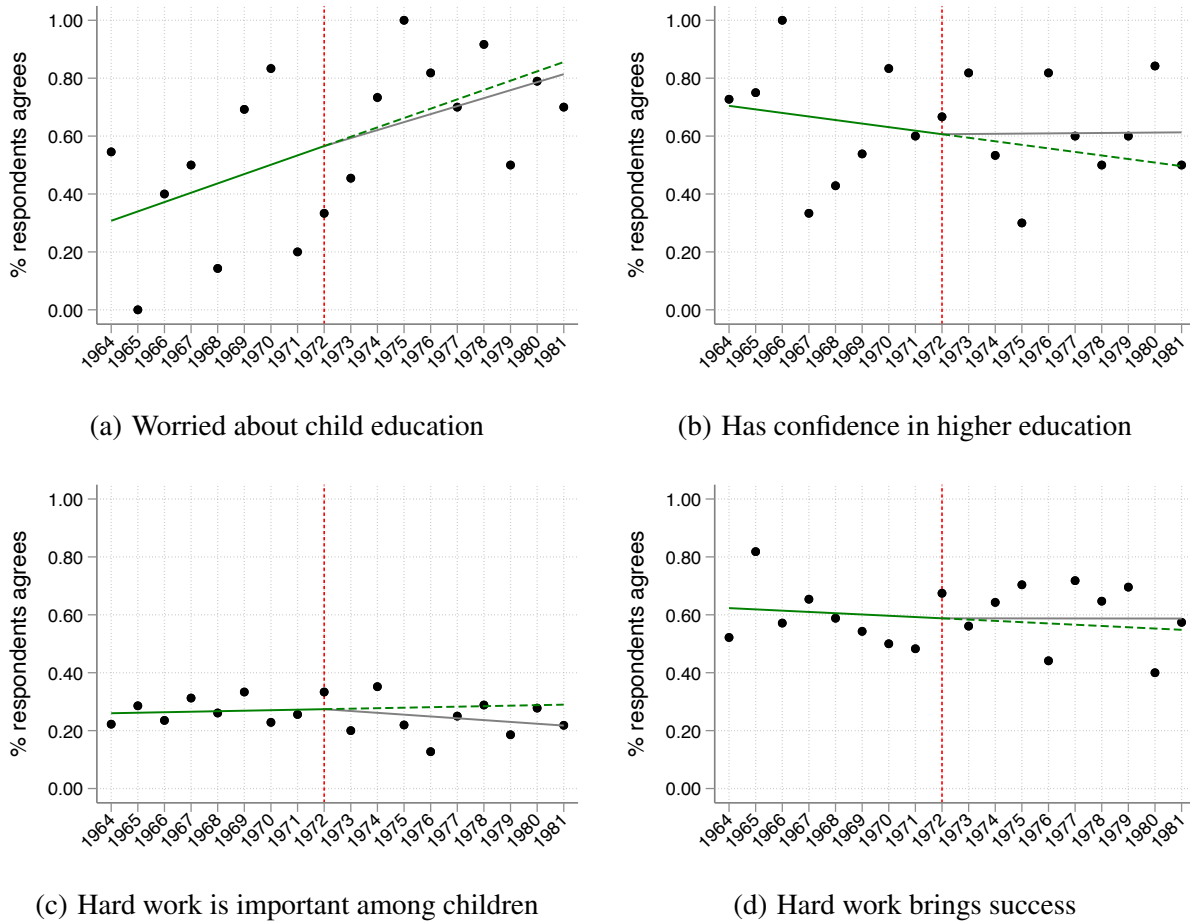 % respondents agrees
1.00
0.80
0.60
0.40
0.20
0.00
1964 1965 1966 1967 1968 1969 1970 1971 1972 1973 1974 1975 1976 1977 1978 1979 1980 1981
(a) Worried about child education
% respondents agrees
1.00
0.80
0.60
0.40
0.20
0.00
1964 1965 1966 1967 1968 1969 1970 1971 1972 1973 1974 1975 1976 1977 1978 1979 1980 1981
(b) Has confidence in higher education
% respondents agrees
1.00
0.80
0.60
0.40
0.20
0.00
1964 1965 1966 1967 1968 1969 1970 1971 1972 1973 1974 1975 1976 1977 1978 1979 1980 1981
(c) Hard work is important among children
% respondents agrees
1.00
0.80
0.60
0.40
0.20
0.00
1964 1965 1966 1967 1968 1969 1970 1971 1972 1973 1974 1975 1976 1977 1978 1979 1980 1981
(d) Hard work brings success